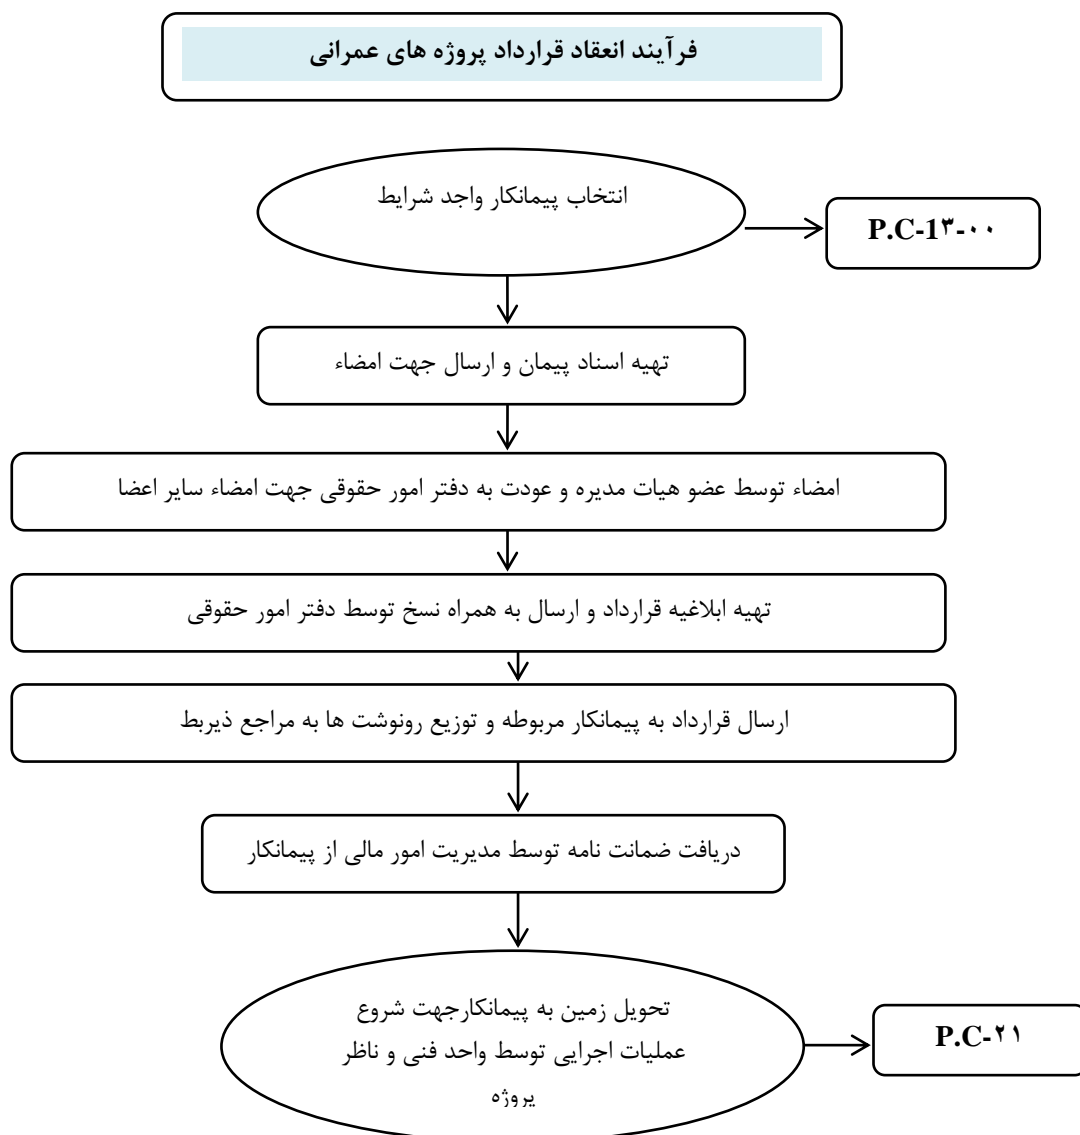 فرآیند انعقاد قرارداد پروژه های عمرانی
انتخاب پیمانکار واجد شرایط
P.C-1۳-۰۰
تهیه اسناد پیمان و ارسال جهت امضاء
امضاء توسط عضو هیات مدیره و عودت به دفتر امور حقوقی جهت امضاء سایر اعضا
تهیه ابلاغیه قرارداد و ارسال به همراه نسخ توسط دفتر امور حقوقی
ارسال قرارداد به پیمانکار مربوطه و توزیع رونوشت ها به مراجع ذیربط
دریافت ضمانت نامه توسط مدیریت امور مالی از پیمانکار
تحویل زمین به پیمانکارجهت شروع
عملیات اجرایی توسط واحد فنی و ناظر
پروژه
P.C-۲۱